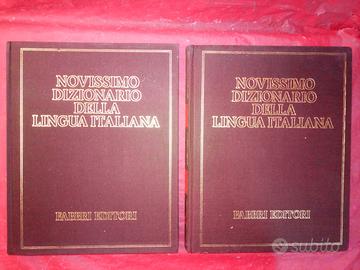 NOVISSIMO
DIZIONARIO
DELLA
LINGUA ITALIANA
FABBRI EDITORI
NOVISSIMO
DIZIONARIO
DELLA
LINGUA ITALIANA
FABBRI EDITORI
subito